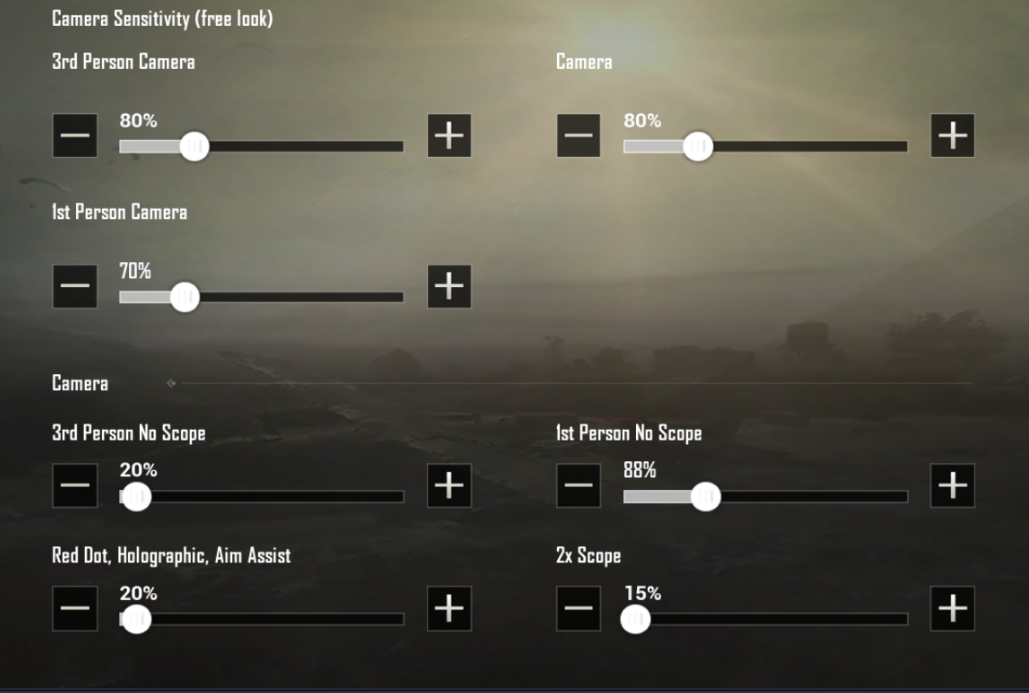 Camera Sensitivity (free look)
3rd Person Camera
Camera
80%
80%
1st Person Camera
70%
Camera
3rd Person No Scope
1st Person No Scope
20%
88%
Red Dot, Holographic, Aim Assist
2x Scope
20%
15%